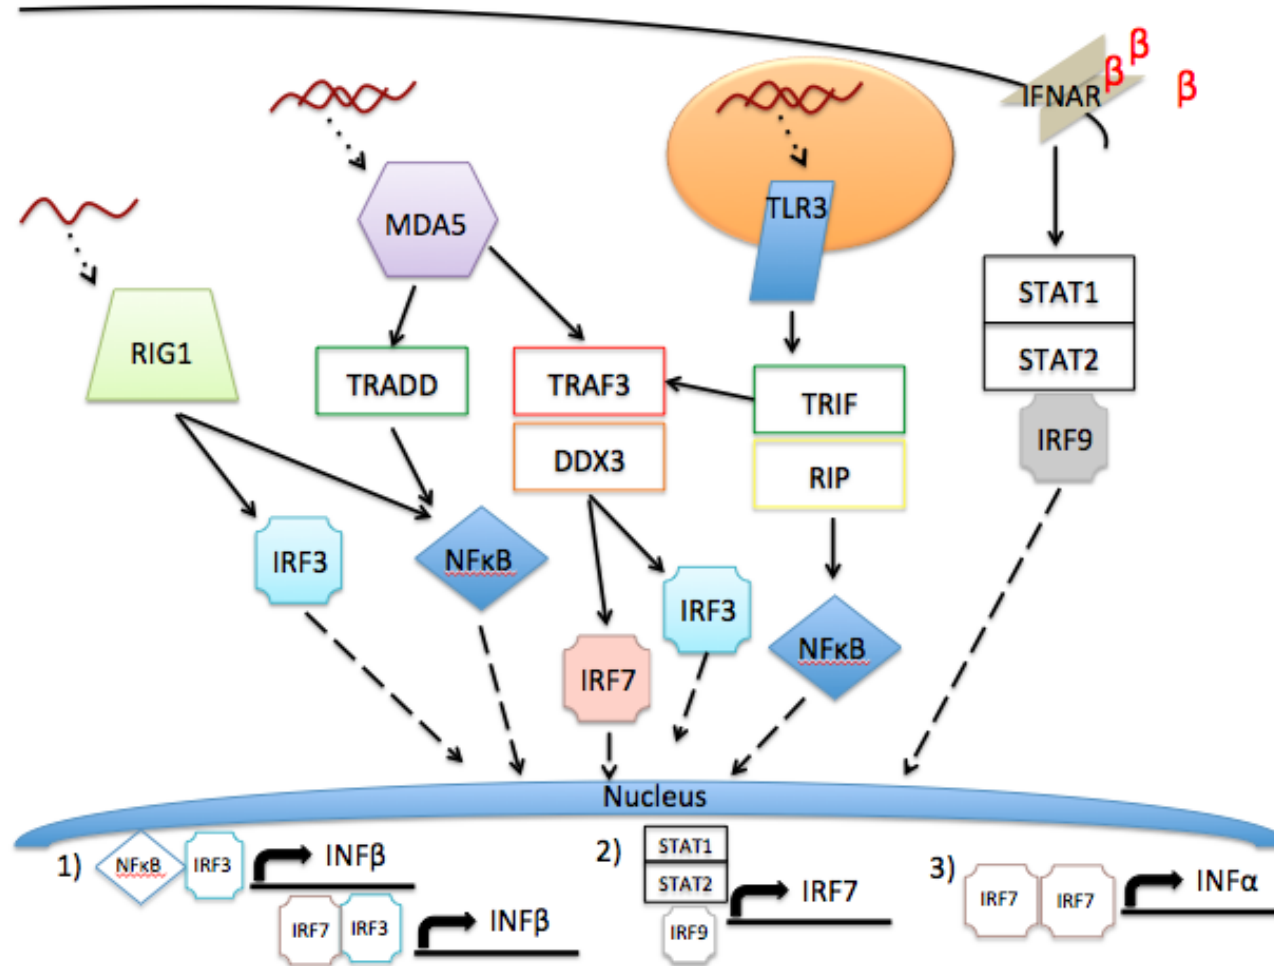 β
β
β
IFNAR
MDA5
TLR3
RIG1
TRADD
TRAF3
DDX3
TRIF
RIP
STAT1
STAT2
IRF9
IRF3
NFκB
IRF7
IRF3
NFκB
Nucleus
1) NFκB IRF3 INFβ
IRF7 IRF3 INFβ
2) STAT1
STAT2
IRF9
IRF7
3) IRF7 IRF7 INFα